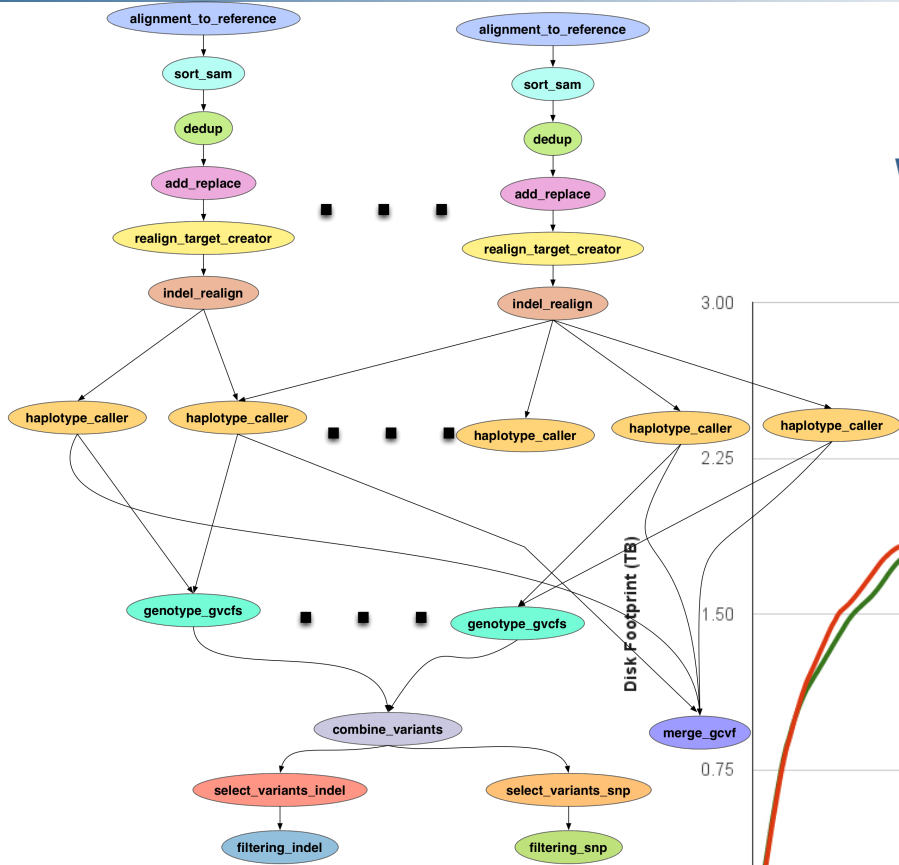 alignment_to_reference
alignment_to_reference
sort_sam
sort_sam
dedup
dedup
add_replace
add_replace
realign_target_creator
realign_target_creator
indel_realign
indel_realign
3.00
haplotype_caller
haplotype_caller
haplotype_caller
haplotype_caller
haplotype_caller
2.25
Disk Footprint (TB)
genotype_gvcfs
genotype_gvcfs
1.50
combine_variants
merge_gcvf
0.75
select_variants_indel
select_variants_snp
filtering_indel
filtering_snp